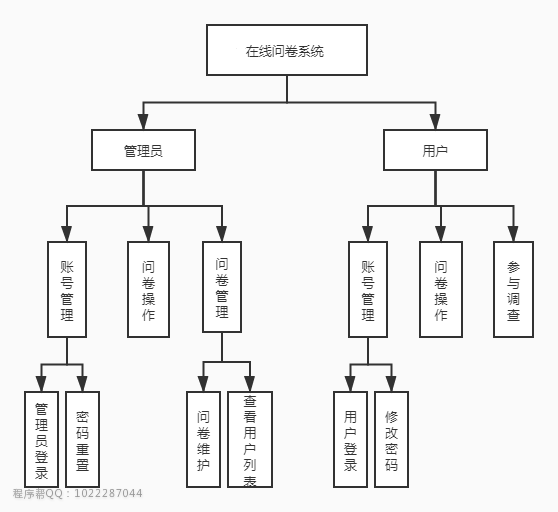 在线问卷系统
管理员
用户
账号管理
问卷操作
问卷管理
账号管理
问卷操作
参与调查
管理员登录
密码重置
问卷维护
查看用户列表
用户登录
修改密码
程序帮QQ：1022287044